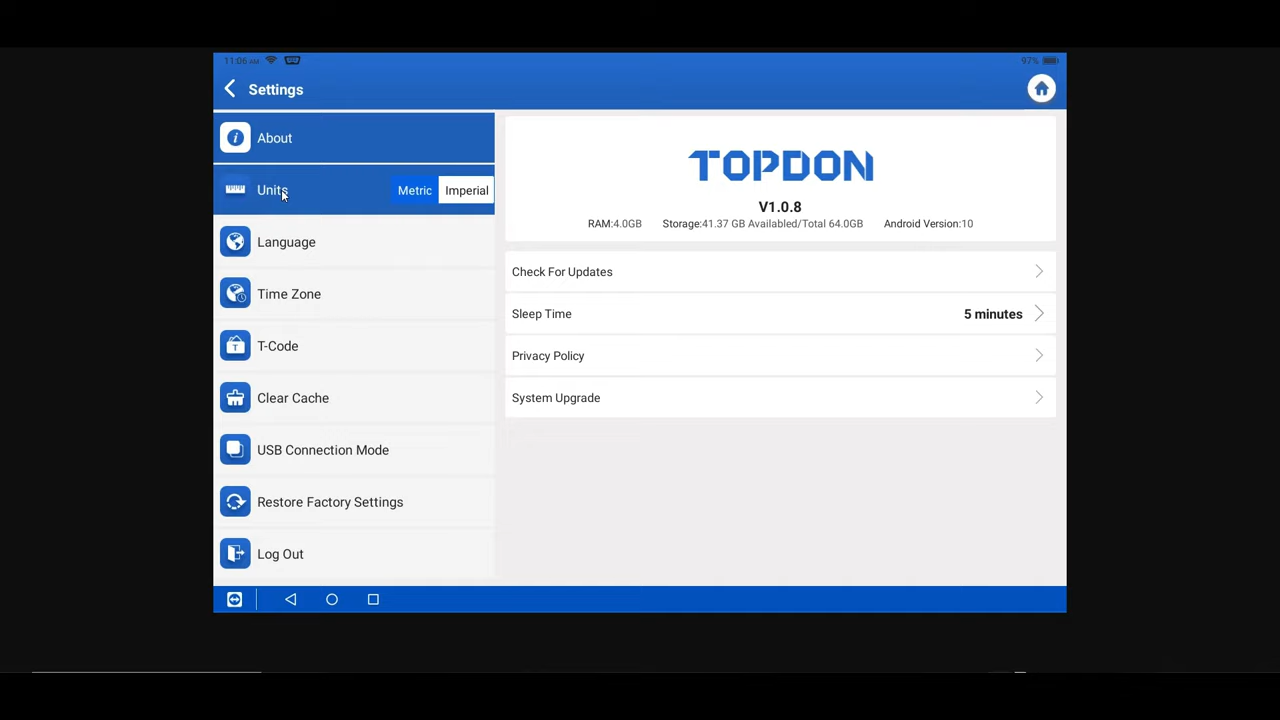 11:06 AM
97%
Settings
About
Units
Metric
Imperial
Language
Time Zone
T-Code
Clear Cache
USB Connection Mode
Restore Factory Settings
Log Out
TOPDON
V1.0.8
RAM:4.0GB Storage:41.37 GB Availabled/Total 64.0GB Android Version:10
Check For Updates
Sleep Time 5 minutes
Privacy Policy
System Upgrade